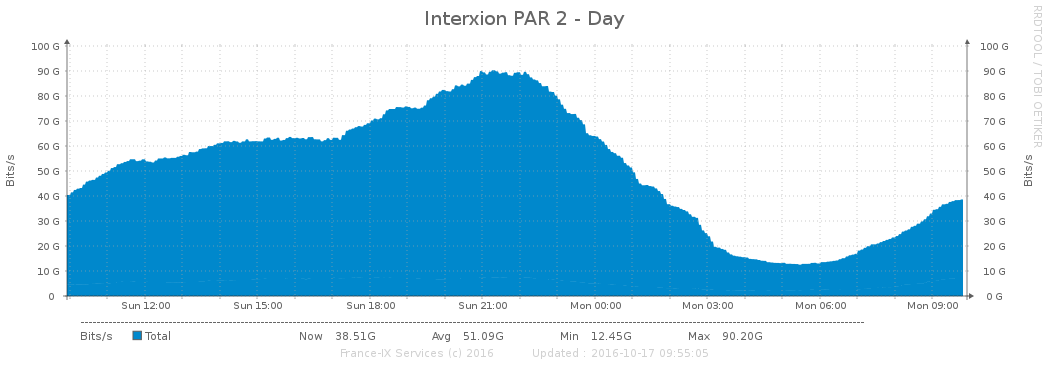 Interxion PAR 2 - Day
RRDTOOL / TOBI OETIKER
Bits/s
100 G
90 G
80 G
70 G
60 G
50 G
40 G
30 G
20 G
10 G
0
100 G
90 G
80 G
70 G
60 G
50 G
40 G
30 G
20 G
10 G
0 G
Bits/s
Sun 12:00 Sun 15:00 Sun 18:00 Sun 21:00 Mon 00:00 Mon 03:00 Mon 06:00 Mon 09:00
Bits/s Total Now 38.51G Avg 51.09G Min 12.45G Max 90.20G
France-IX Services (c) 2016 Updated : 2016-10-17 09:55:05